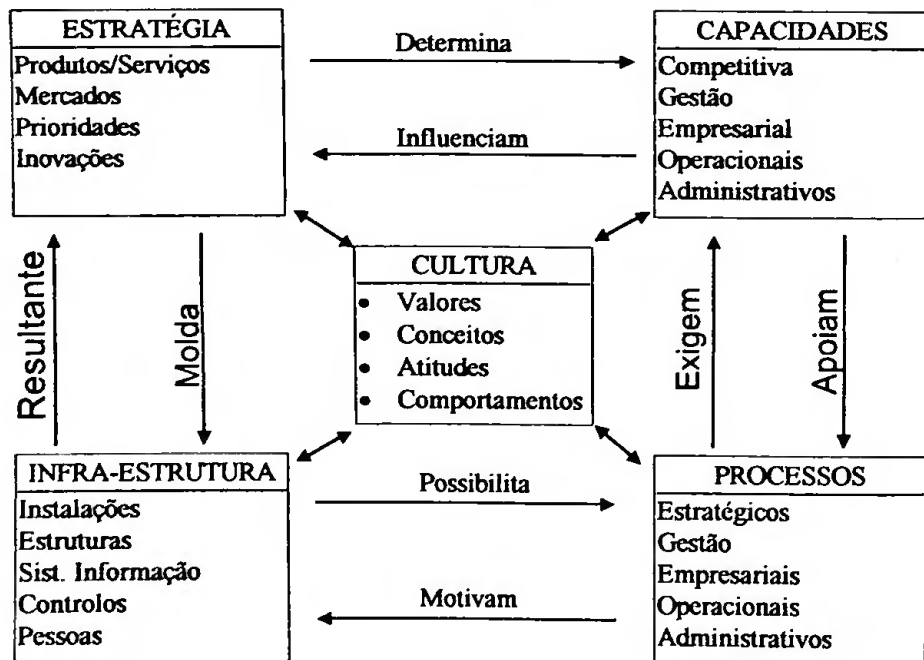 ESTRATÉGIA
Produtos/Serviços
Mercados
Prioridades
Inovações
Determina
Influenciam
CAPACIDADES
Competitiva
Gestão
Empresarial
Operacionais
Administrativos
Resultante
Molda
CULTURA
• Valores
• Conceitos
• Atitudes
• Comportamentos
Exigem
Apoiam
INFRA-ESTRUTURA
Instalações
Estruturas
Sist. Informação
Controlos
Pessoas
Possibilita
Motivam
PROCESSOS
Estratégicos
Gestão
Empresariais
Operacionais
Administrativos